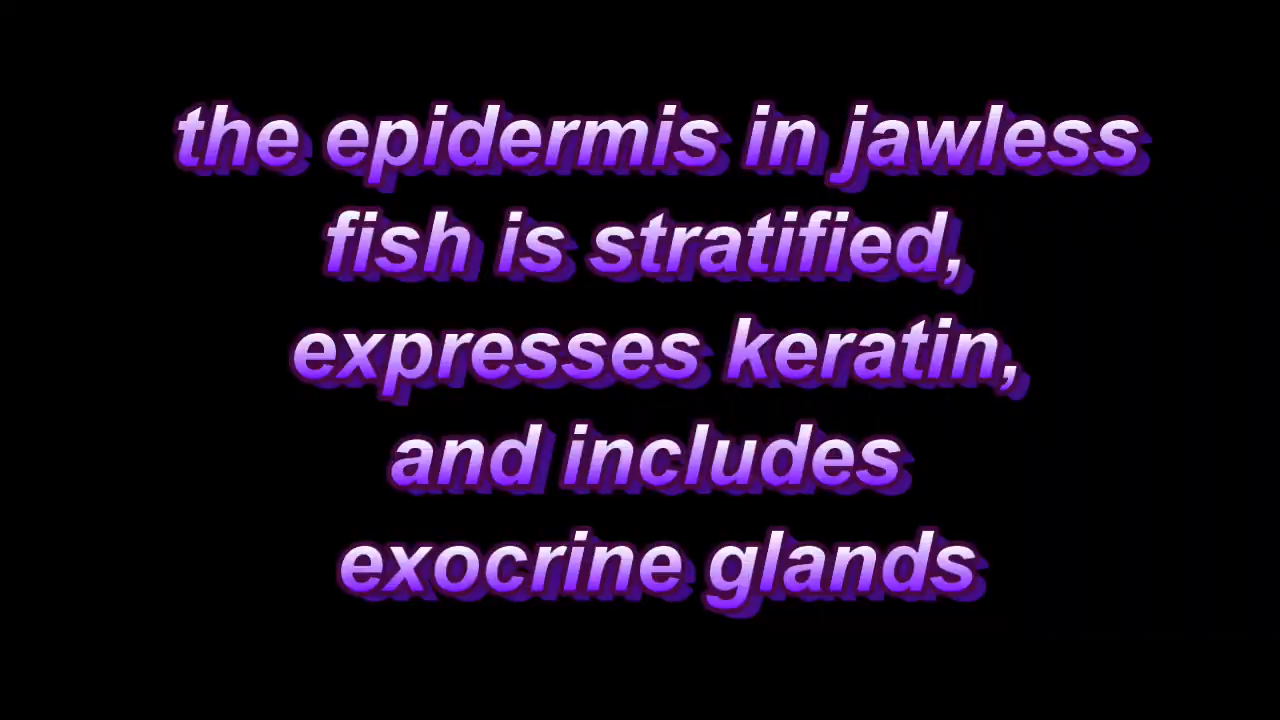 the epidermis in jawless
fish is stratified,
expresses keratin,
and includes
exocrine glands